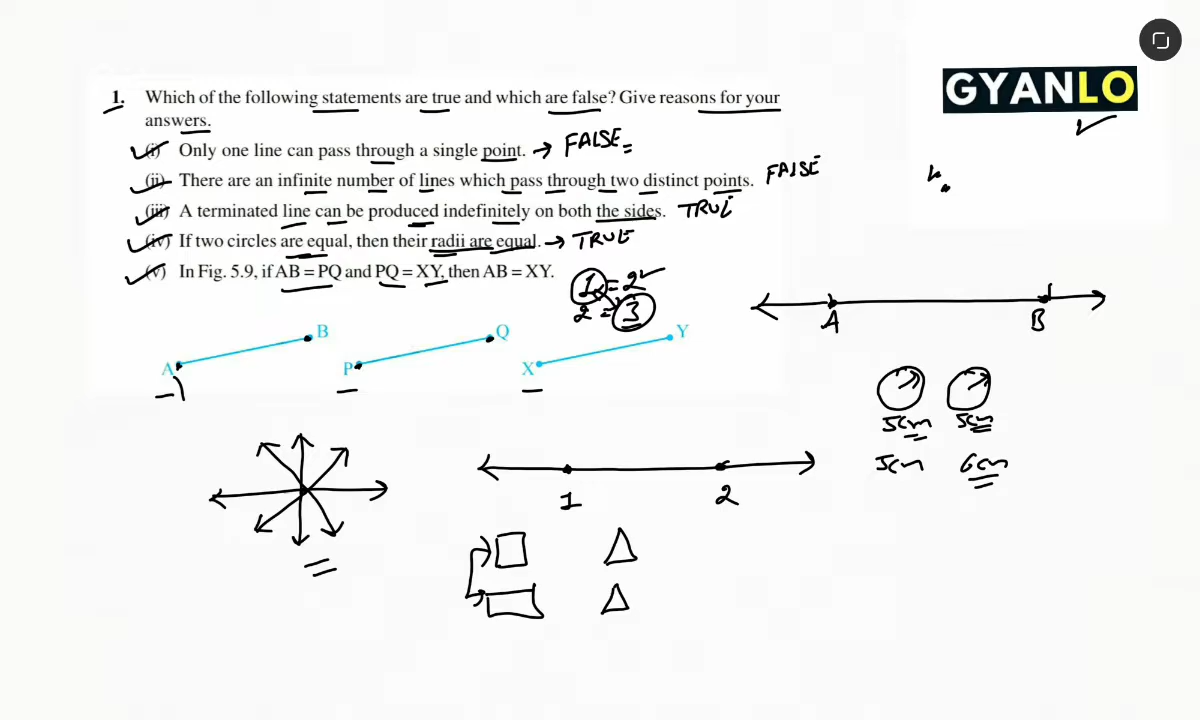 GYANLO
1. Which of the following statements are true and which are false? Give reasons for your
answers.
(i) Only one line can pass through a single point. → FALSE
(ii) There are an infinite number of lines which pass through two distinct points. FALSE
(iii) A terminated line can be produced indefinitely on both the sides. TRUE
(iv) If two circles are equal, then their radii are equal. → TRUE
(v) In Fig. 5.9, if AB = PQ and PQ = XY, then AB = XY.
1 = 2
2 = 3
A B
P Q
X Y
A B
5cm 5cm
5cm 6cm
1 2